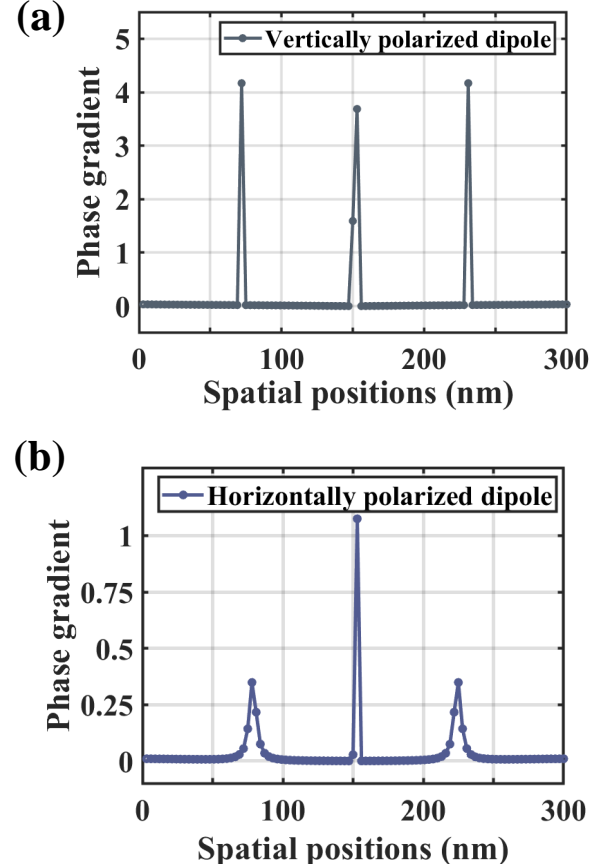 (a)
Vertically polarized dipole
Phase gradient
5
4
3
2
1
0
0 100 200 300
Spatial positions (nm)
(b)
Horizontally polarized dipole
Phase gradient
1
0.75
0.5
0.25
0
0 100 200 300
Spatial positions (nm)